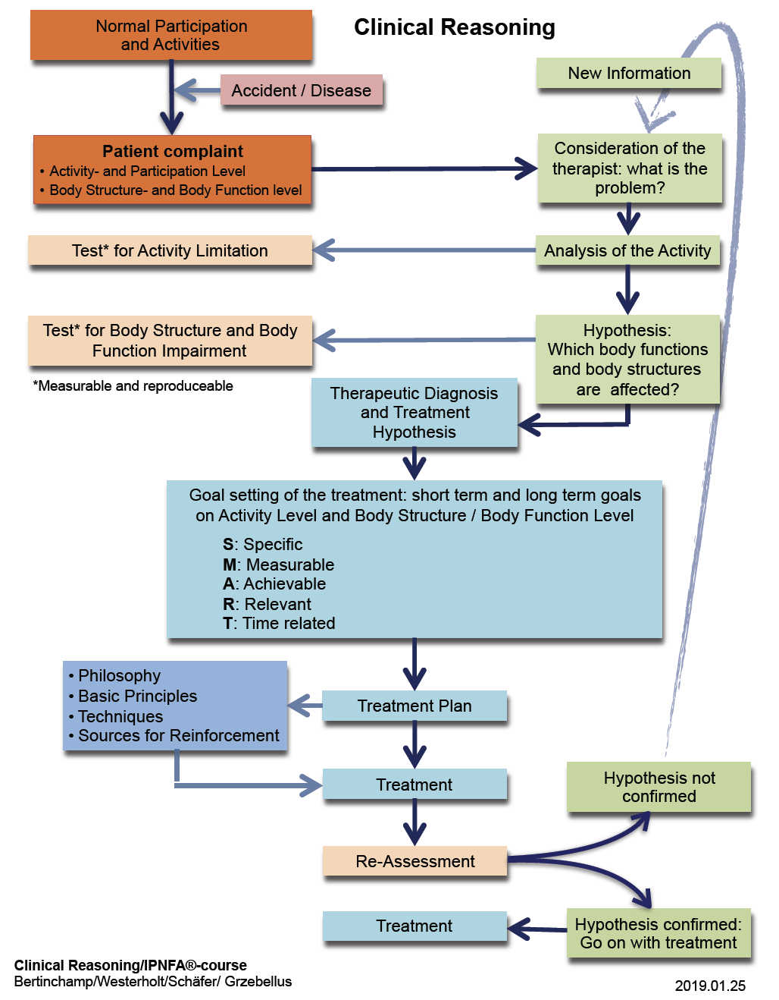 Clinical Reasoning
Normal Participation
and Activities
Accident / Disease
New Information
Patient complaint
• Activity- and Participation Level
• Body Structure- and Body Function level
Consideration of the
therapist: what is the
problem?
Test* for Activity Limitation
Analysis of the Activity
Test* for Body Structure and Body
Function Impairment
*Measurable and reproduceable
Hypothesis:
Which body functions
and body structures
are affected?
Therapeutic Diagnosis
and Treatment
Hypothesis
Goal setting of the treatment: short term and long term goals
on Activity Level and Body Structure / Body Function Level
S: Specific
M: Measurable
A: Achievable
R: Relevant
T: Time related
• Philosophy
• Basic Principles
• Techniques
• Sources for Reinforcement
Treatment Plan
Treatment
Hypothesis not
confirmed
Re-Assessment
Treatment
Hypothesis confirmed:
Go on with treatment
Clinical Reasoning/IPNFA®-course
Bertinchamp/Westerholt/Schäfer/ Grzebellus
2019.01.25